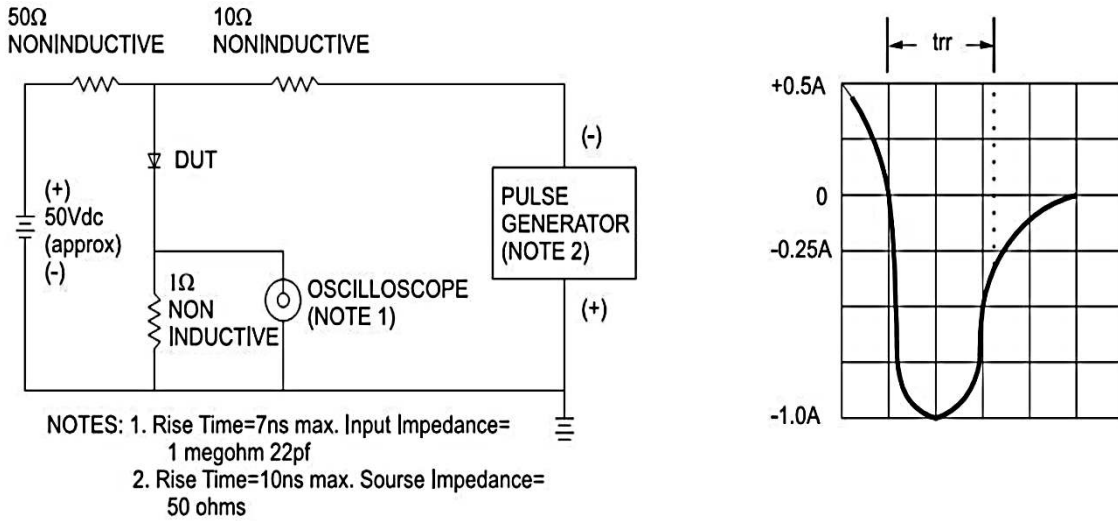 50Ω
NONINDUCTIVE
10Ω
NONINDUCTIVE
DUT
(+)
50Vdc
(approx)
(-)
1Ω
NON
INDUCTIVE
OSCILLOSCOPE
(NOTE 1)
(-)
PULSE
GENERATOR
(NOTE 2)
(+)
NOTES: 1. Rise Time=7ns max. Input Impedance=
1 megohm 22pf
2. Rise Time=10ns max. Sourse Impedance=
50 ohms
trr
+0.5A
0
-0.25A
-1.0A